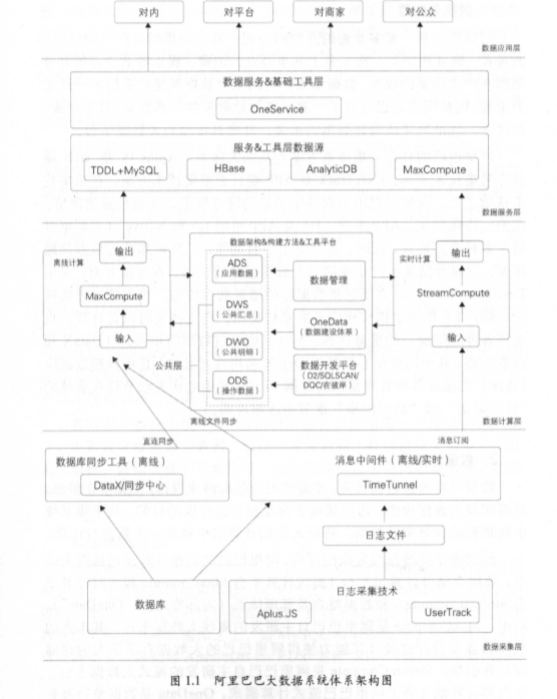 对内
对平台
对商家
对公众
数据应用层
数据服务&基础工具层
OneService
服务&工具层数据源
TDDL+MySQL
HBase
AnalyticDB
MaxCompute
数据服务层
数据架构&构建方法&工具平台
离线计算
输出
MaxCompute
输入
ADS
(应用数据)
DWS
(公共汇总)
DWD
(公共明细)
ODS
(操作数据)
公共层
数据管理
OneData
(数据建设体系)
数据开发平台
(D2/SQLSCAN/
DQC/在彼岸)
实时计算
输出
StreamCompute
输入
数据计算层
直连同步
离线文件同步
消息订阅
数据库同步工具(离线)
DataX/同步中心
消息中间件(离线/实时)
TimeTunnel
日志文件
数据库
日志采集技术
Aplus.JS
UserTrack
数据采集层
图 1.1 阿里巴巴大数据系统体系架构图